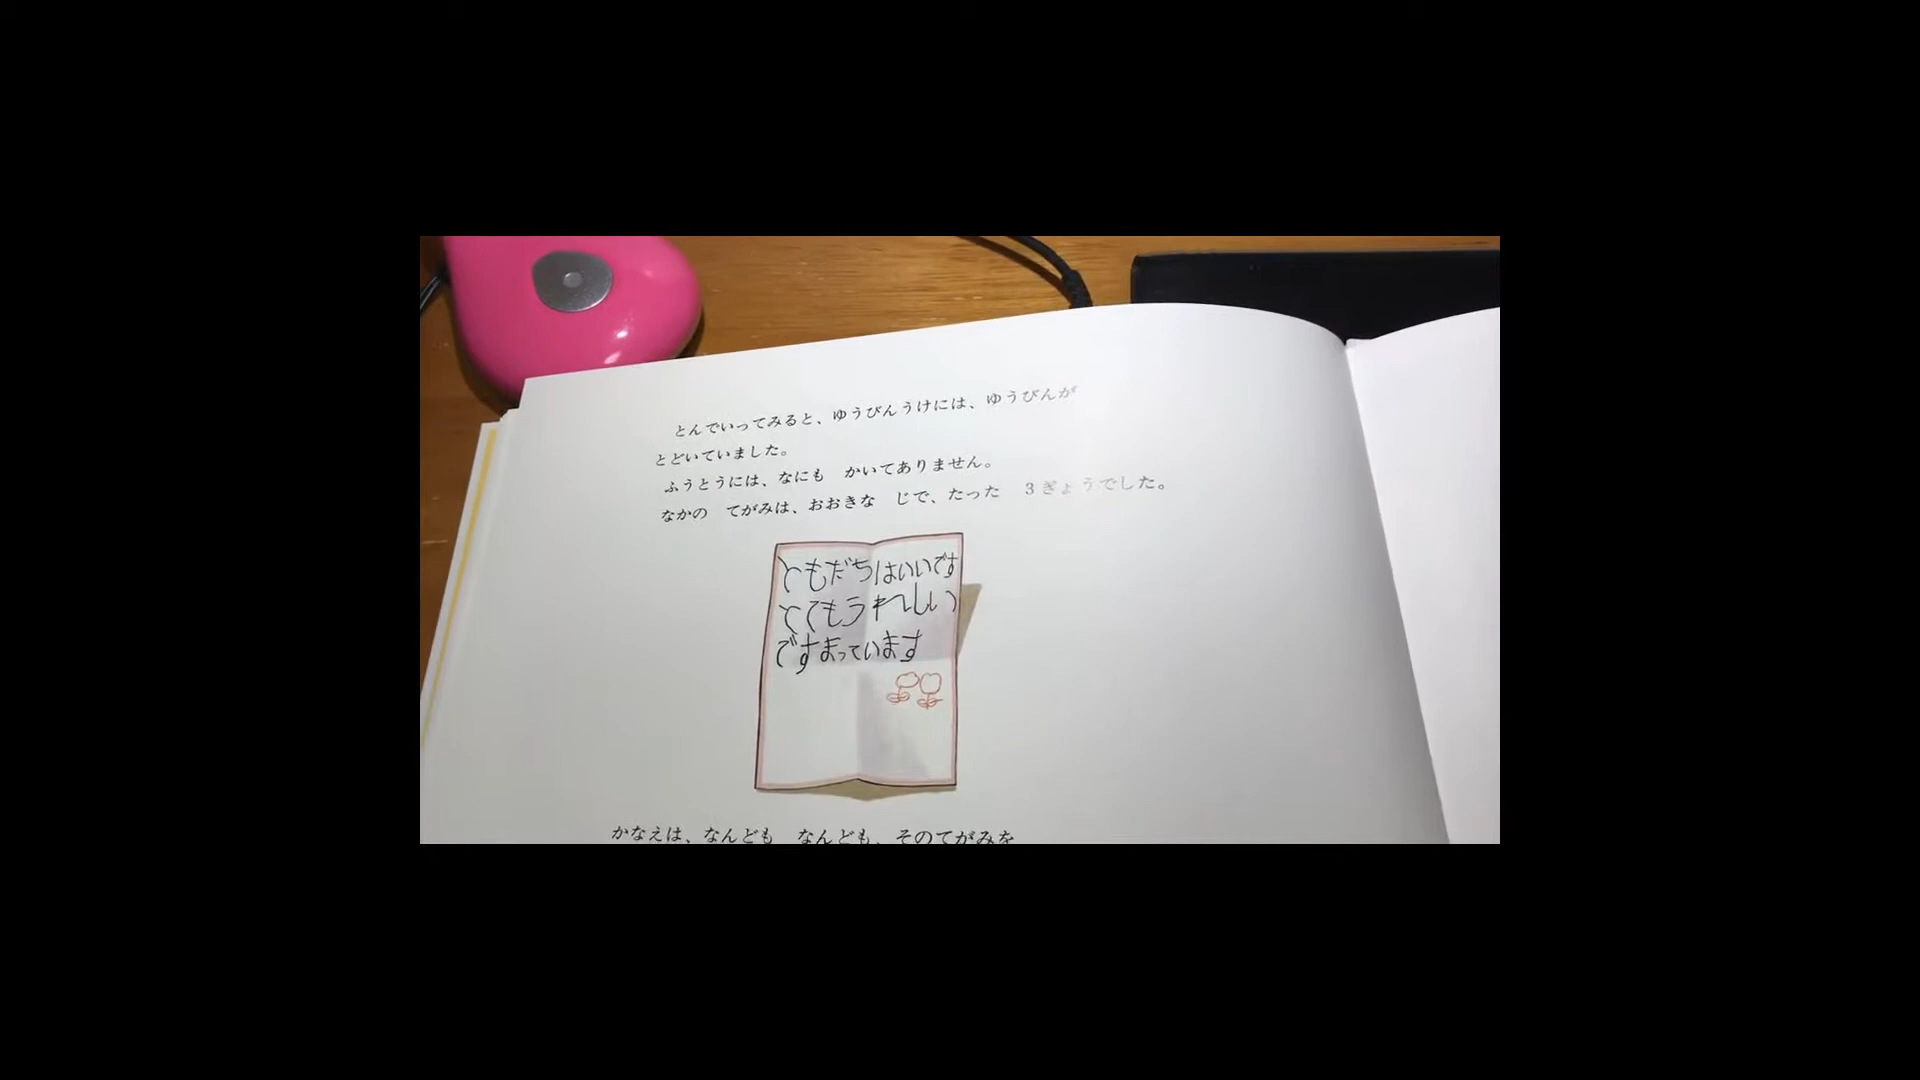 とんでいってみると、ゆうびんうけには、ゆうびんが
とどいていました。
ふうとうには、なにも　かいてありません。
なかの　てがみは、おおきな　じで、たった　３ぎょうでした。
ともだちはいいです
とてもうれしい
ですまっています
かなえは、なんども　なんども、そのてがみを